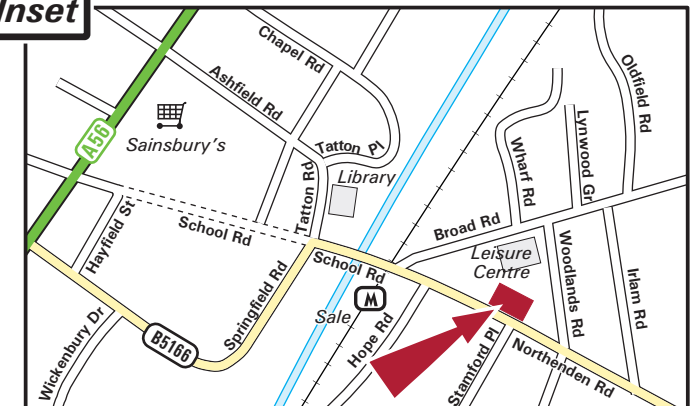 Inset
Chapel Rd
Oldfield Rd
Ashfield Rd
A56
Sainsbury's
Tatton Pl
Lynwood Gr
Wharf Rd
Library
Tatton Rd
Hayfield St
School Rd
Broad Rd
Leisure
Centre
School Rd
Woodlands Rd
Irlam Rd
M
Sale
Springfield Rd
Hope Rd
Wickenbury Dr
B5166
Stamford Pl
Northenden Rd